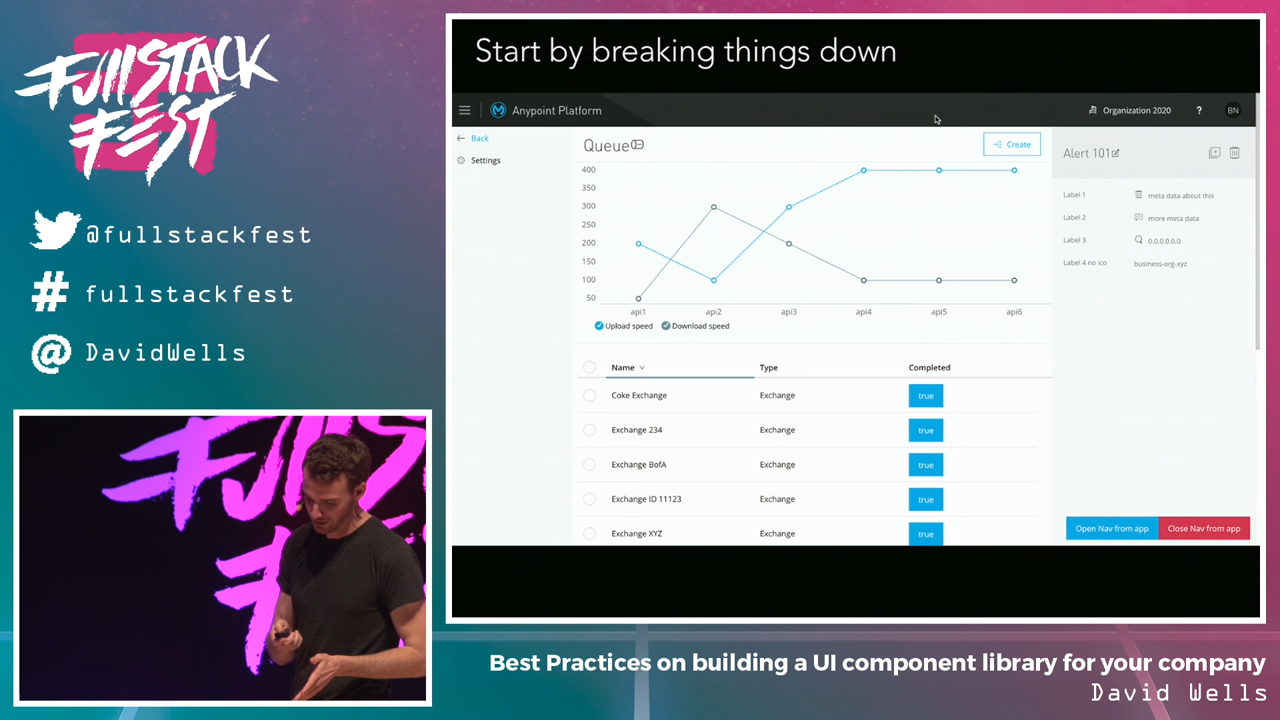 FullStack Fest
@fullstackfest
# fullstackfest
@ DavidWells
Start by breaking things down
Anypoint Platform
Organization 2020
?
BN
Back
Settings
Queue
Create
400
350
300
250
200
150
100
50
api1 api2 api3 api4 api5 api6
Upload speed Download speed
Name Type Completed
Coke Exchange Exchange true
Exchange 234 Exchange true
Exchange BofA Exchange true
Exchange ID 11123 Exchange true
Exchange XYZ Exchange true
Alert 101
Label 1 meta data about this
Label 2 more meta data
Label 3 0.0.0.0.0.0
Label 4 no ico business-org-xyz
Open Nav from app Close Nav from app
Best Practices on building a UI component library for your company
David Wells